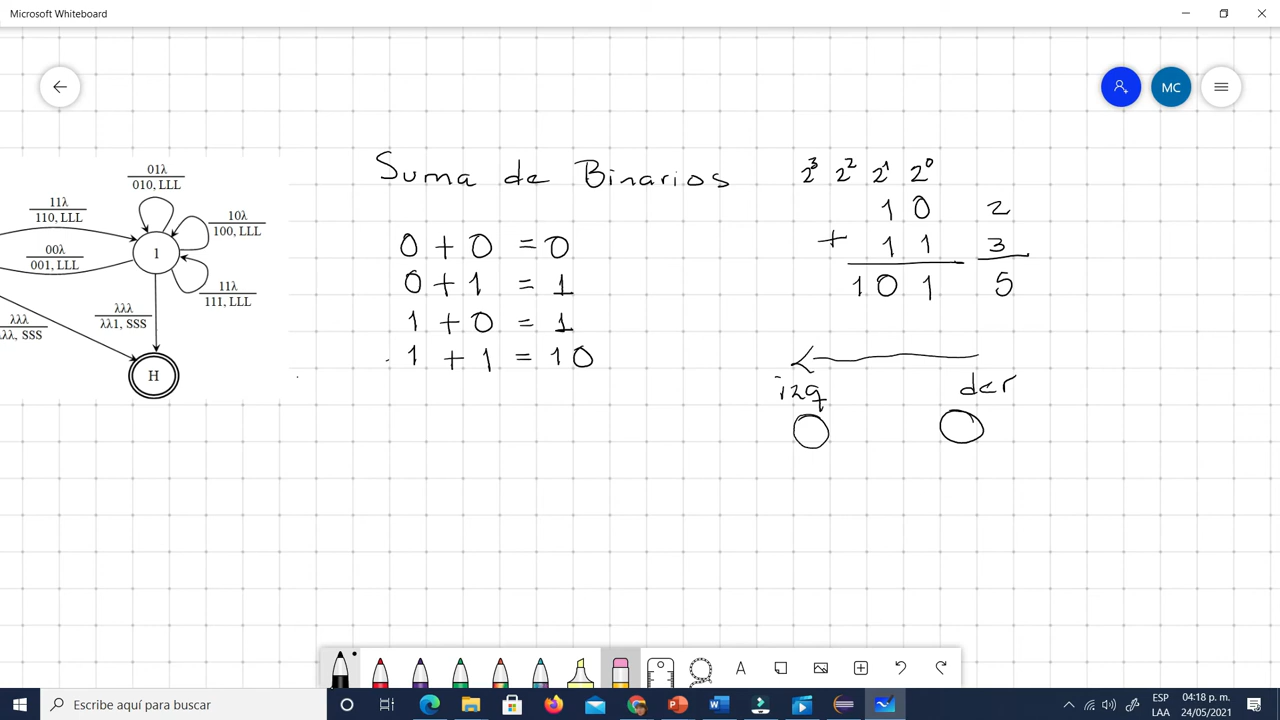 Microsoft Whiteboard
MC
01λ
010, LLL
11λ
110, LLL
10λ
100, LLL
00λ
001, LLL
1
11λ
111, LLL
λλλ
λλ1, SSS
λλλ
λλ, SSS
H
Suma de Binarios
0 + 0 = 0
0 + 1 = 1
1 + 0 = 1
1 + 1 = 10
2³ 2² 2¹ 2⁰
1 0 2
+ 1 1 3
1 0 1 5
izq der
Escribe aquí para buscar
ESP
LAA
04:18 p. m.
24/05/2021